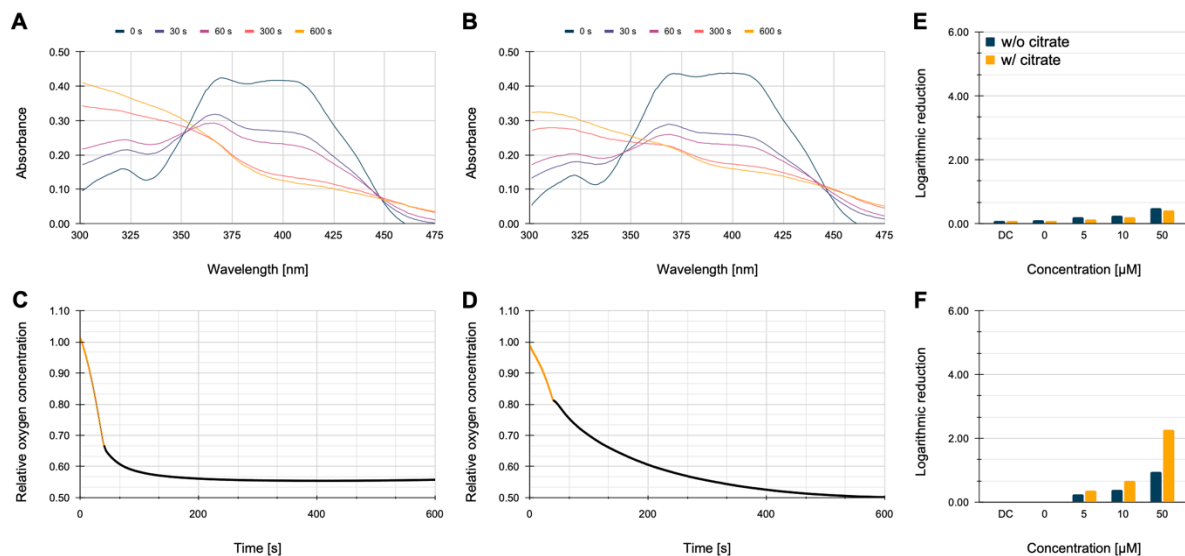 A
0 s 30 s 60 s 300 s 600 s
Absorbance
0.50
0.40
0.30
0.20
0.10
0.00
300 325 350 375 400 425 450 475
Wavelength [nm]
B
0 s 30 s 60 s 300 s 600 s
Absorbance
0.50
0.40
0.30
0.20
0.10
0.00
300 325 350 375 400 425 450 475
Wavelength [nm]
E
w/o citrate
w/ citrate
Logarithmic reduction
6.00
4.00
2.00
0.00
DC 0 5 10 50
Concentration [µM]
C
Relative oxygen concentration
1.10
1.00
0.90
0.80
0.70
0.60
0.50
0 200 400 600
Time [s]
D
Relative oxygen concentration
1.10
1.00
0.90
0.80
0.70
0.60
0.50
0 200 400 600
Time [s]
F
Logarithmic reduction
6.00
4.00
2.00
0.00
DC 0 5 10 50
Concentration [µM]